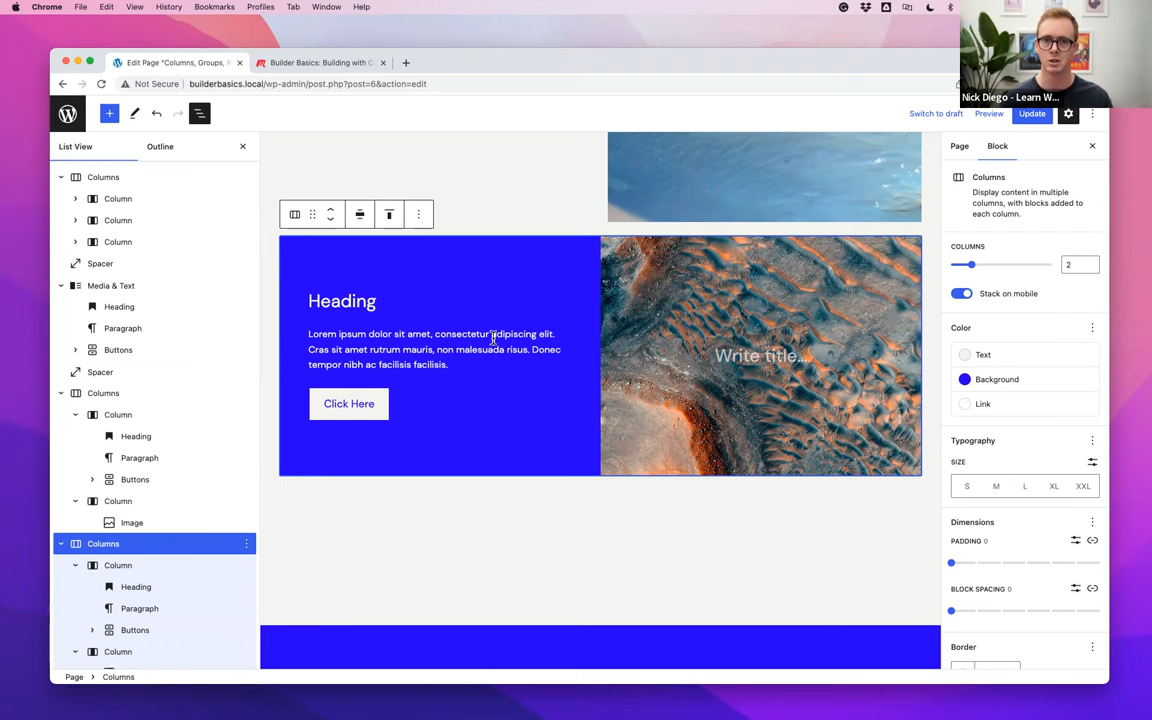 Chrome File Edit View History Bookmarks Profiles Tab Window Help
Edit Page "Columns, Groups, R
Builder Basics: Building with C
Not Secure builderbasics.local/wp-admin/post.php?post=6&action=edit
Nick Diego - Learn W...
Switch to draft Preview Update
List View Outline
Columns
Column
Column
Column
Spacer
Media & Text
Heading
Paragraph
Buttons
Spacer
Columns
Column
Heading
Paragraph
Buttons
Column
Image
Columns
Column
Heading
Paragraph
Buttons
Column
Page > Columns
Heading
Lorem ipsum dolor sit amet, consectetur adipiscing elit.
Cras sit amet rutrum mauris, non malesuada risus. Donec
tempor nibh ac facilisis facilisis.
Click Here
Write title...
Page Block
Columns
Display content in multiple
columns, with blocks added to
each column.
COLUMNS
2
Stack on mobile
Color
Text
Background
Link
Typography
SIZE
S M L XL XXL
Dimensions
PADDING 0
BLOCK SPACING 0
Border